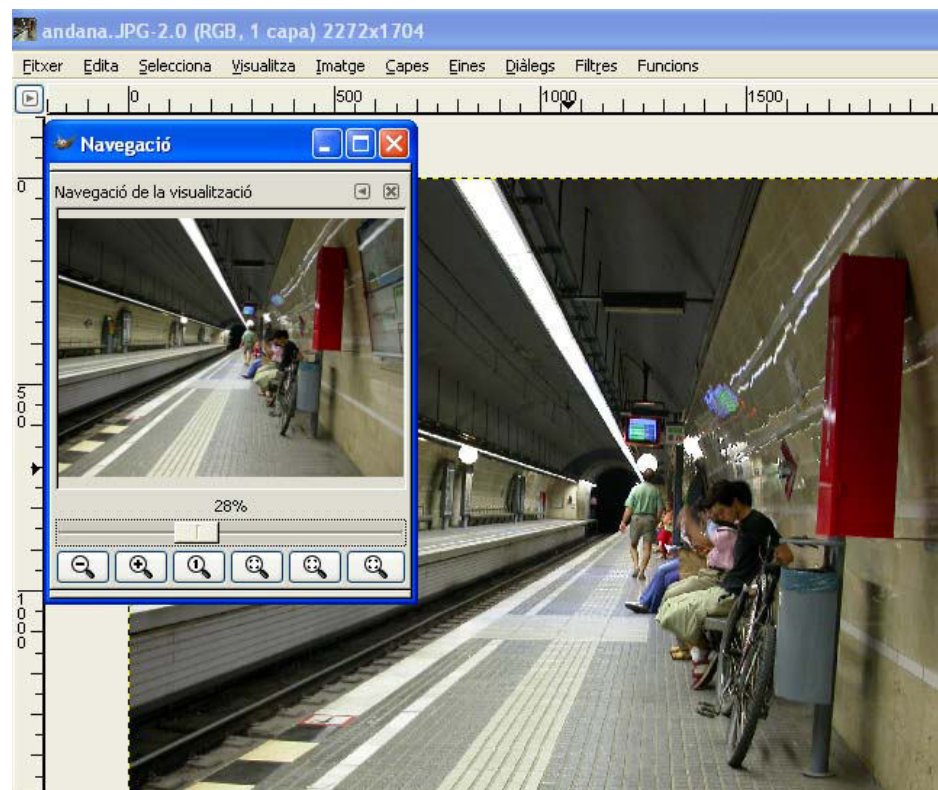 andana.JPG-2.0 (RGB, 1 capa) 2272x1704
Fitxer Edita Selecciona Visualitza Imatge Capes Eines Diàlegs Filtres Funcions
0 500 1000 1500
Navegació
0
Navegació de la visualització
500
28%
1000